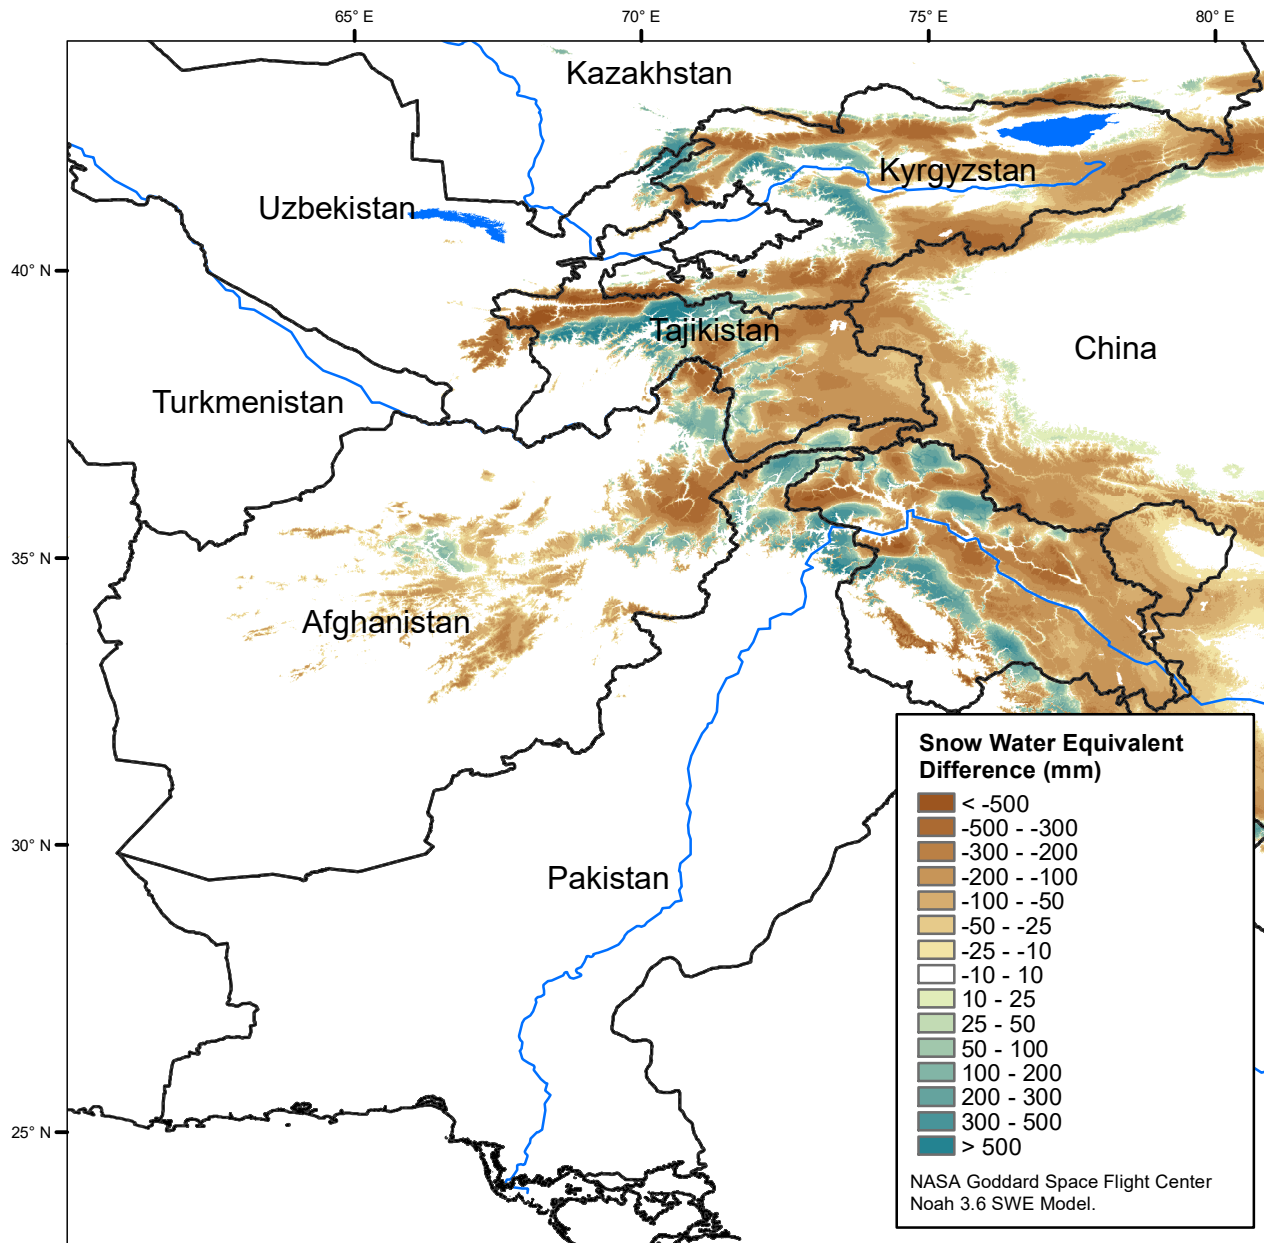 65° E
70° E
75° E
80° E
Kazakhstan
Kyrgyzstan
Uzbekistan
40° N
Tajikistan
China
Turkmenistan
35° N
Afghanistan
30° N
Pakistan
25° N
Snow Water Equivalent
Difference (mm)
< -500
-500 - -300
-300 - -200
-200 - -100
-100 - -50
-50 - -25
-25 - -10
-10 - 10
10 - 25
25 - 50
50 - 100
100 - 200
200 - 300
300 - 500
> 500
NASA Goddard Space Flight Center
Noah 3.6 SWE Model.